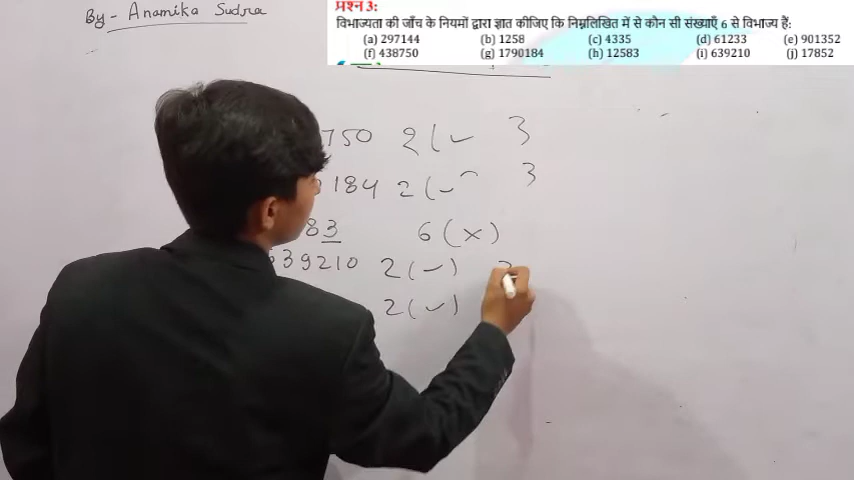 By - Anamika Sudra
प्रश्न 3:
विभाज्यता की जाँच के नियमों द्वारा ज्ञात कीजिए कि निम्नलिखित में से कौन सी संख्याएँ 6 से विभाज्य हैं:
(a) 297144 (b) 1258 (c) 4335 (d) 61233 (e) 901352
(f) 438750 (g) 1790184 (h) 12583 (i) 639210 (j) 17852
750 2(✓ 3
184 2(✓ 3
83 6(×)
639210 2(✓)
2(✓)